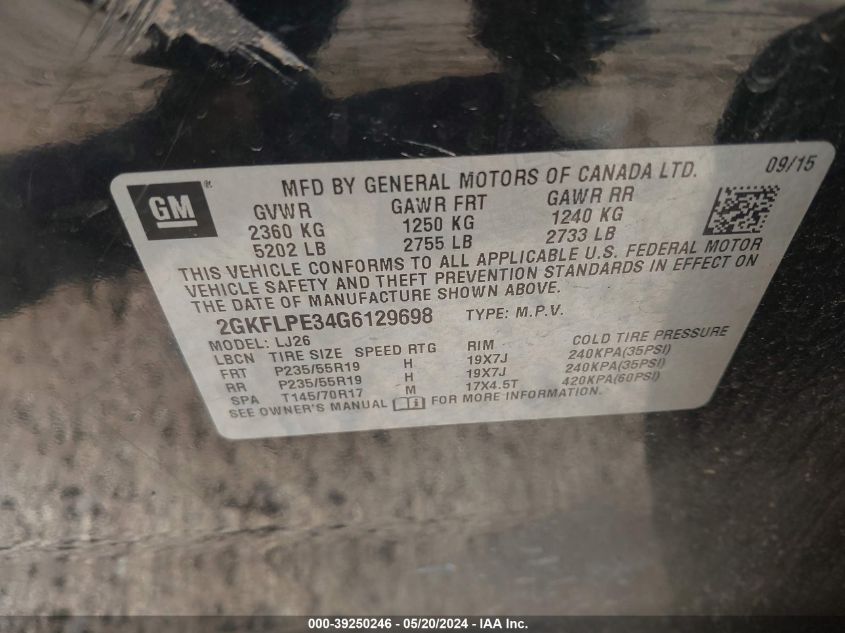 GM ®
MFD BY GENERAL MOTORS OF CANADA LTD. 09/15
GVWR GAWR FRT GAWR RR
2360 KG 1250 KG 1240 KG
5202 LB 2755 LB 2733 LB
THIS VEHICLE CONFORMS TO ALL APPLICABLE U.S. FEDERAL MOTOR
VEHICLE SAFETY AND THEFT PREVENTION STANDARDS IN EFFECT ON
THE DATE OF MANUFACTURE SHOWN ABOVE.
2GKFLPE34G6129698 TYPE: M.P.V.
MODEL: LJ26
LBCN TIRE SIZE SPEED RTG RIM COLD TIRE PRESSURE
FRT P235/55R19 H 19X7J 240KPA(35PSI)
RR P235/55R19 H 19X7J 240KPA(35PSI)
SPA T145/70R17 M 17X4.5T 420KPA(60PSI)
SEE OWNER'S MANUAL FOR MORE INFORMATION.
000-39250246 - 05/20/2024 - IAA Inc.